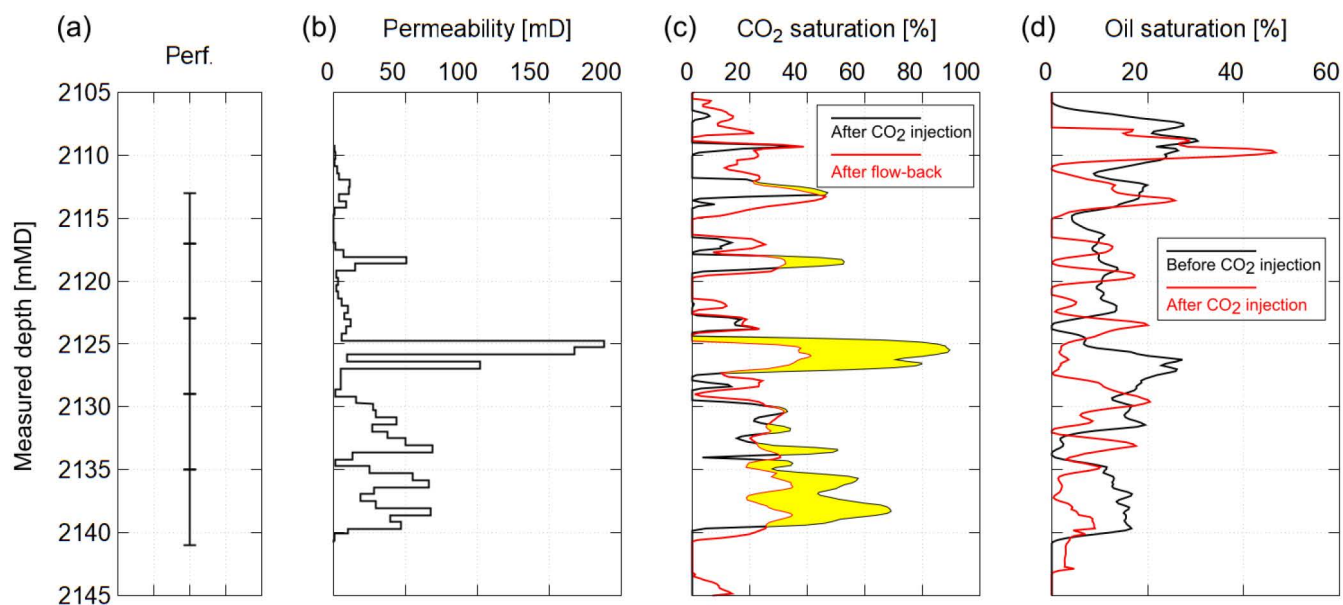 (a)
Perf.
(b)
Permeability [mD]
(c)
CO2 saturation [%]
(d)
Oil saturation [%]
0 50 100 150 200
0 20 40 60 80 100
0 20 40 60
Measured depth [mMD]
2105
2110
2115
2120
2125
2130
2135
2140
2145
After CO2 injection
After flow-back
Before CO2 injection
After CO2 injection